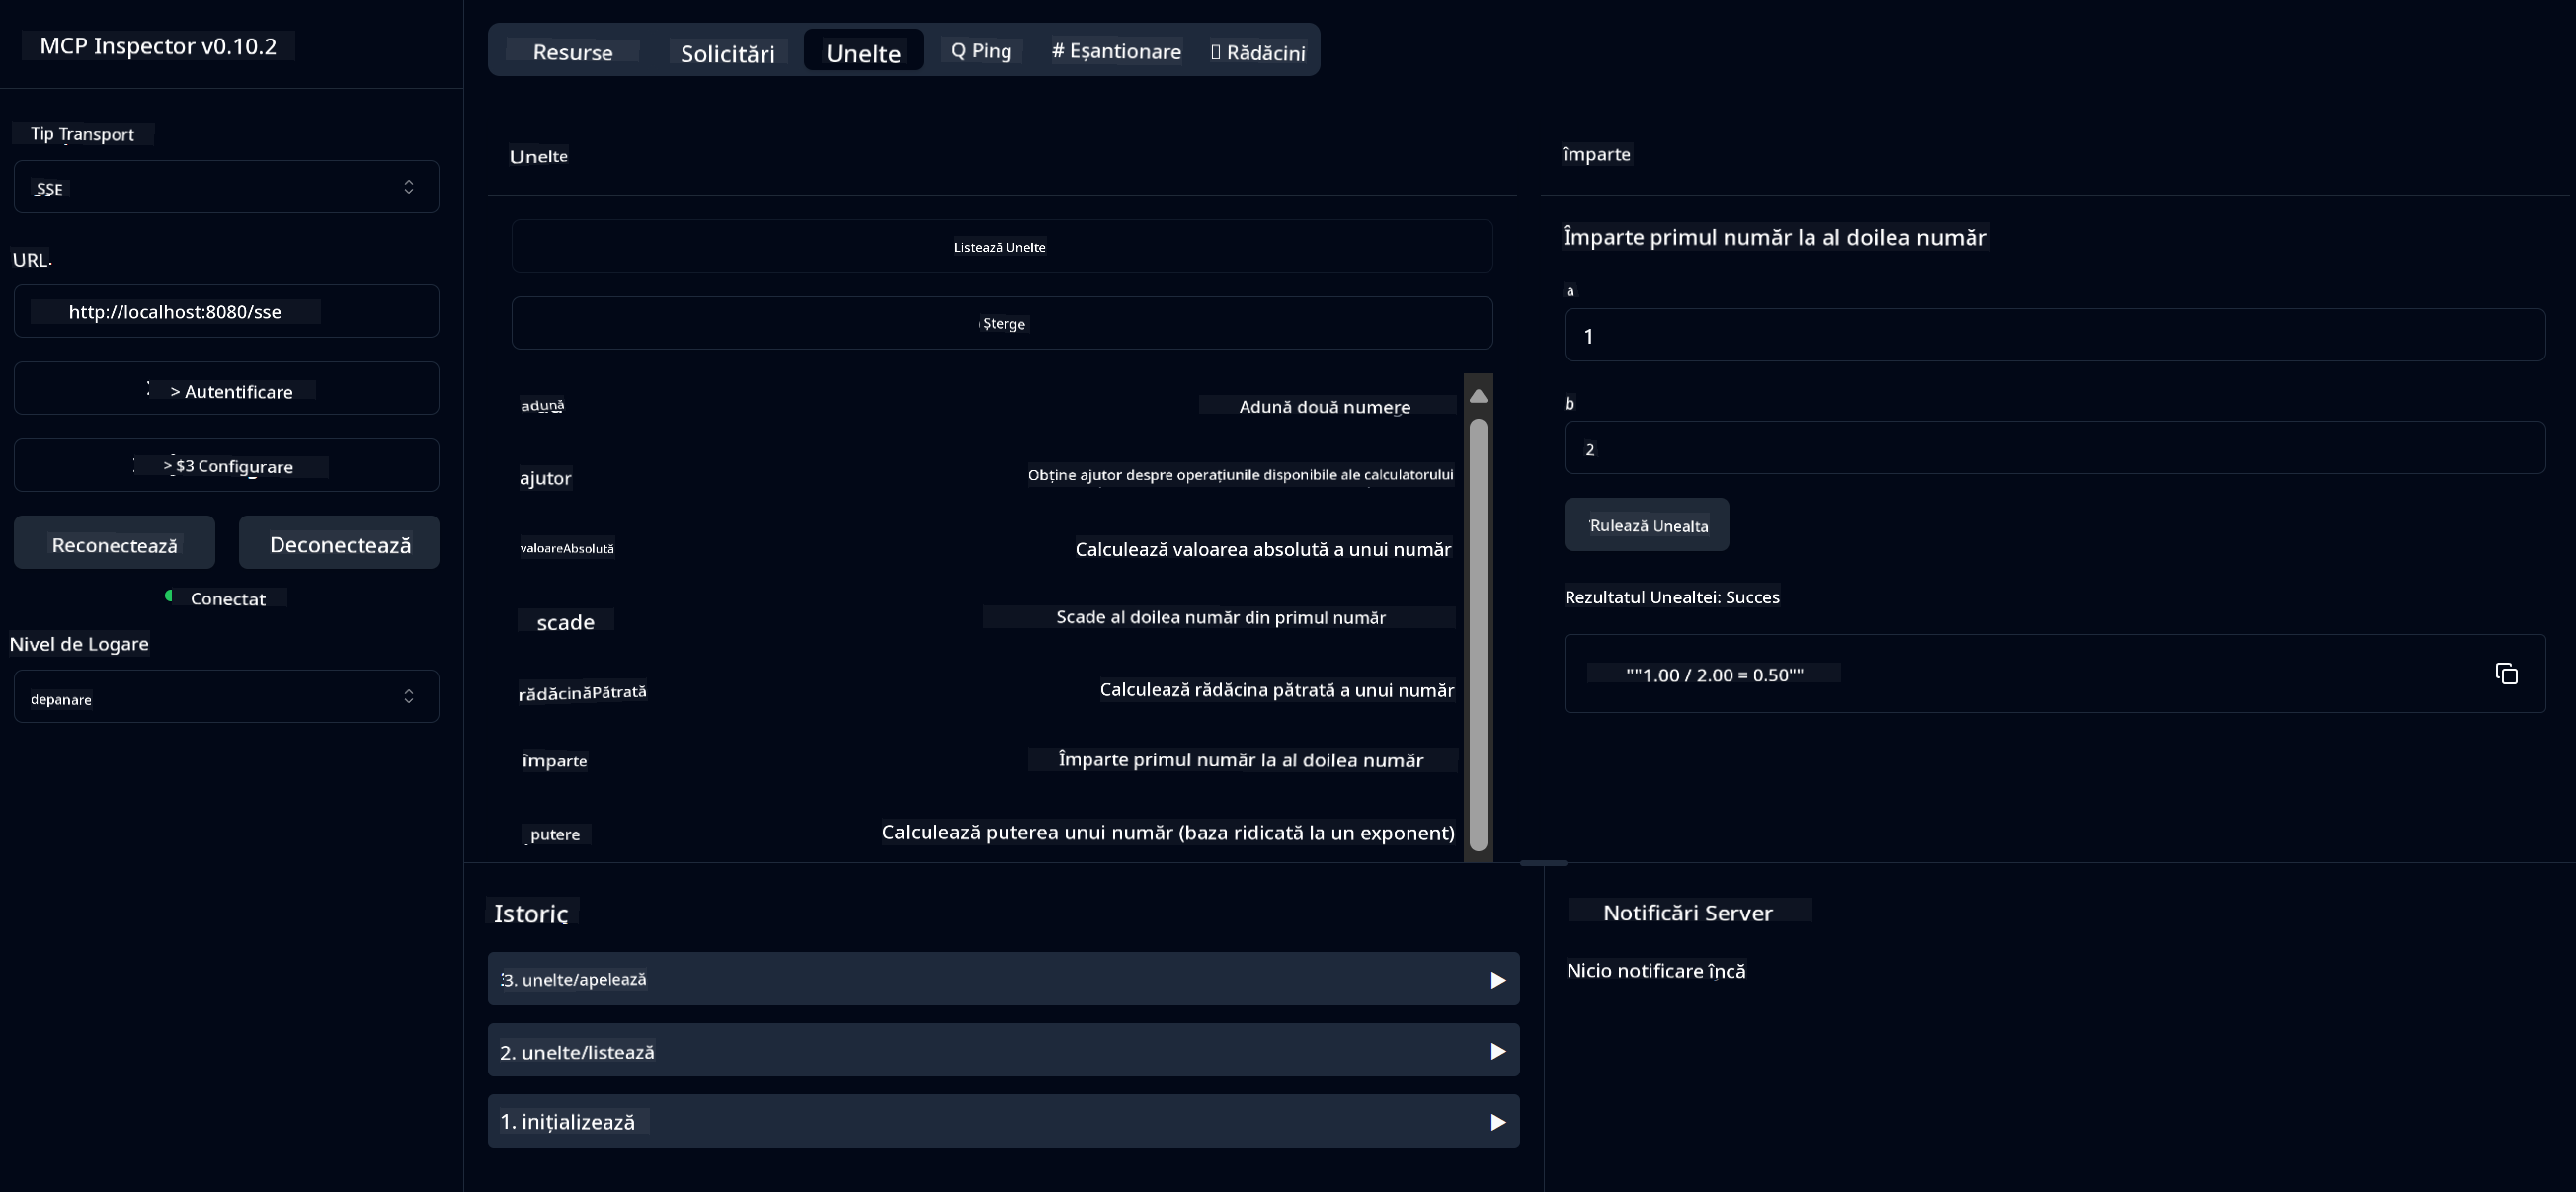 MCP Inspector v0.10.2
Tip Transport
SSE
URL
http://localhost:8080/sse
> Autentificare
> $3 Configurare
Reconectează
Deconectează
Conectat
Nivel de Logare
depanare
Resurse
Solicitări
Unelte
Q Ping
# Eșantionare
Rădăcini
Unelte
Listează Unelte
Șterge
adună
Adună două numere
ajutor
Obține ajutor despre operațiunile disponibile ale calculatorului
valoareAbsolută
Calculează valoarea absolută a unui număr
scade
Scade al doilea număr din primul număr
rădăcinăPătrată
Calculează rădăcina pătrată a unui număr
împarte
Împarte primul număr la al doilea număr
putere
Calculează puterea unui număr (baza ridicată la un exponent)
împarte
Împarte primul număr la al doilea număr
a
1
b
2
Rulează Unealta
Rezultatul Unealtei: Succes
""1.00 / 2.00 = 0.50""
Istoric
3. unelte/apelează
2. unelte/listează
1. inițializează
Notificări Server
Nicio notificare încă